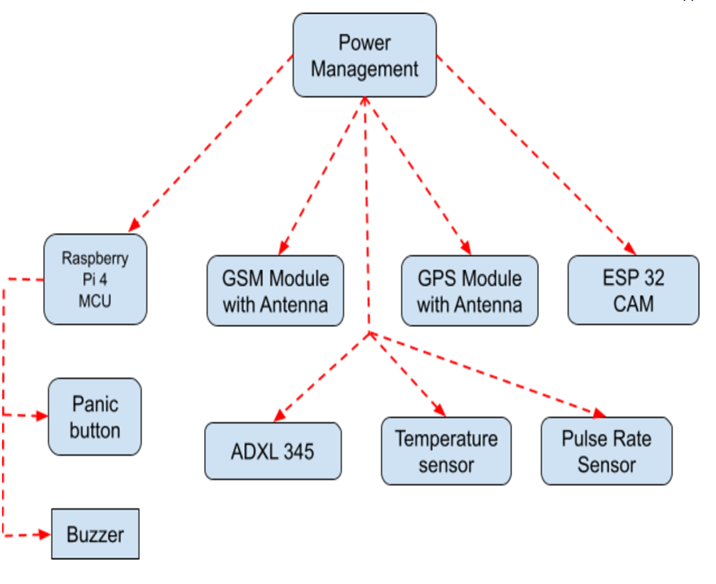 Power
Management
Raspberry
Pi 4
MCU
GSM Module
with Antenna
GPS Module
with Antenna
ESP 32
CAM
Panic
button
ADXL 345
Temperature
sensor
Pulse Rate
Sensor
Buzzer